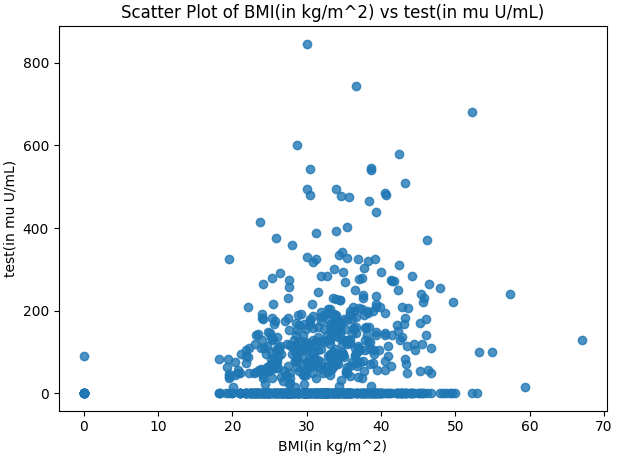 Scatter Plot of BMI(in kg/m^2) vs test(in mu U/mL)
test(in mu U/mL)
800
600
400
200
0
0 10 20 30 40 50 60 70
BMI(in kg/m^2)